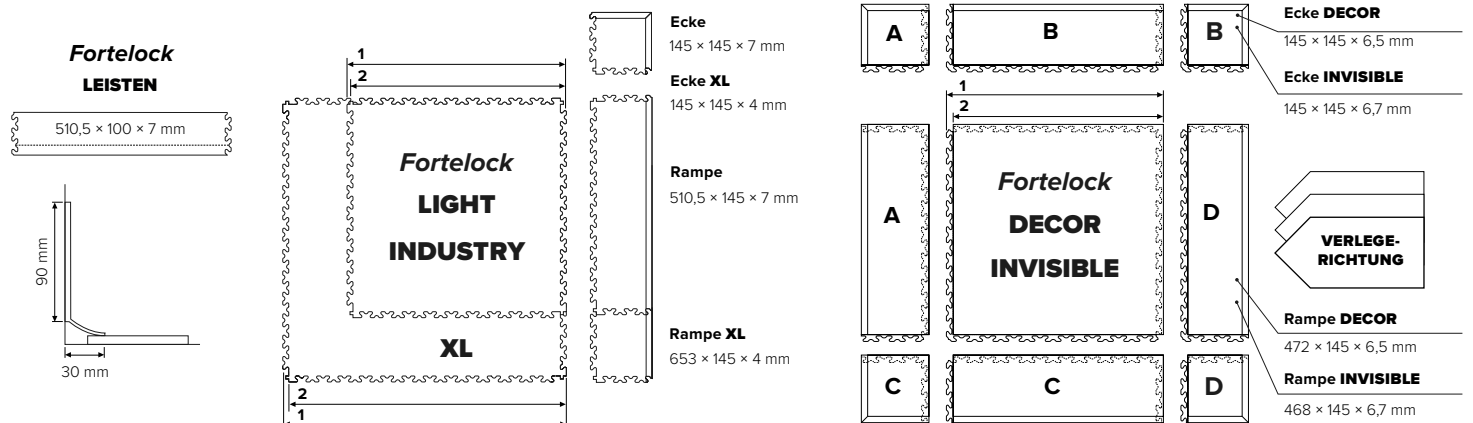 Fortelock
LEISTEN
510,5 × 100 × 7 mm
90 mm
30 mm
1
2
Fortelock
LIGHT
INDUSTRY
XL
2
1
Ecke
145 × 145 × 7 mm
Ecke XL
145 × 145 × 4 mm
Rampe
510,5 × 145 × 7 mm
Rampe XL
653 × 145 × 4 mm
A
B
B
1
2
A
Fortelock
DECOR
INVISIBLE
D
C
C
D
Ecke DECOR
145 × 145 × 6,5 mm
Ecke INVISIBLE
145 × 145 × 6,7 mm
VERLEGE-
RICHTUNG
Rampe DECOR
472 × 145 × 6,5 mm
Rampe INVISIBLE
468 × 145 × 6,7 mm